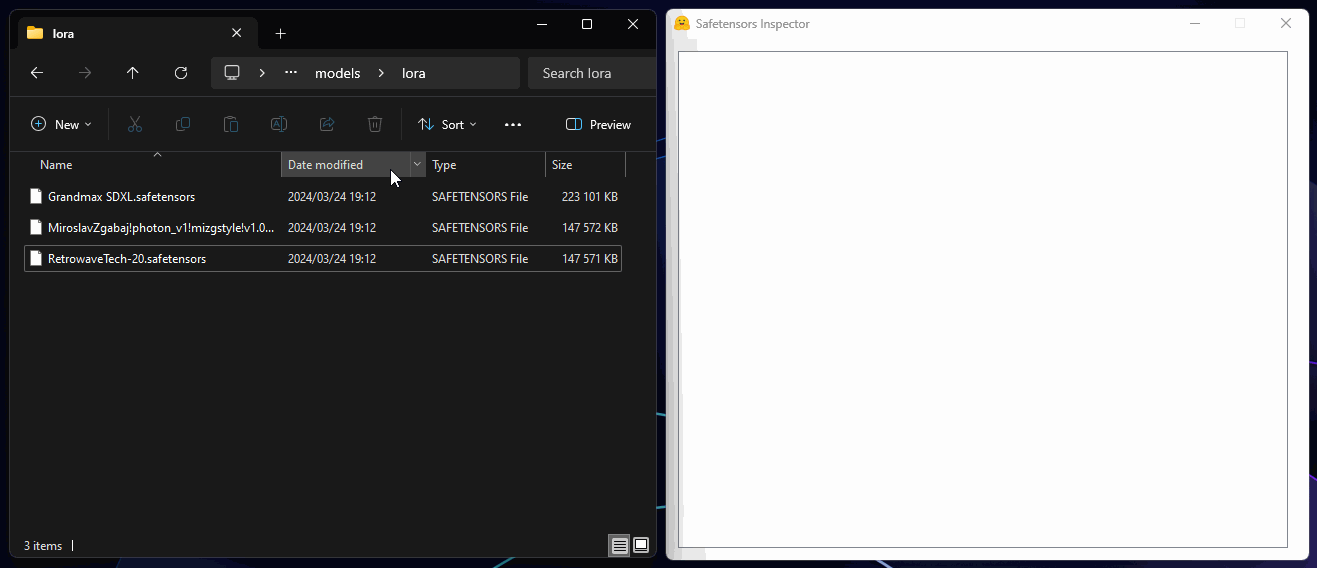 lora
models > lora
Search lora
New
Sort
Preview
Name Date modified Type Size
Grandmax SDXL.safetensors 2024/03/24 19:12 SAFETENSORS File 223 101 KB
MiroslavZgabaj!photon_v1!mizgstyle!v1.0... 2024/03/24 19:12 SAFETENSORS File 147 572 KB
RetrowaveTech-20.safetensors 2024/03/24 19:12 SAFETENSORS File 147 571 KB
3 items
Safetensors Inspector